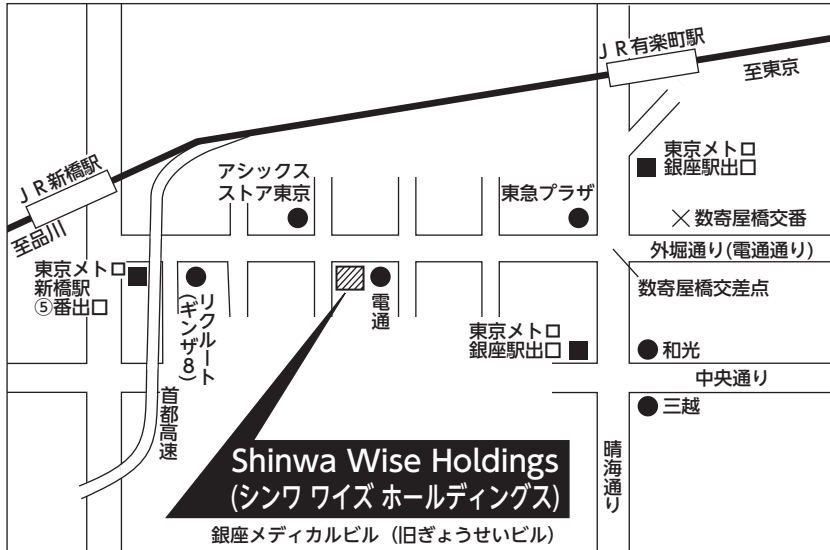 ＪＲ有楽町駅
至東京
東京メトロ
銀座駅出口
アシックス
ストア東京
東急プラザ
数寄屋橋交番
ＪＲ新橋駅
至品川
外堀通り(電通通り)
東京メトロ
新橋駅
⑤番出口
リクルート
(ギンザ8)
電通
数寄屋橋交差点
東京メトロ
銀座駅出口
和光
中央通り
三越
首都高速
晴海通り
Shinwa Wise Holdings
(シンワ ワイズ ホールディングス)
銀座メディカルビル（旧ぎょうせいビル）